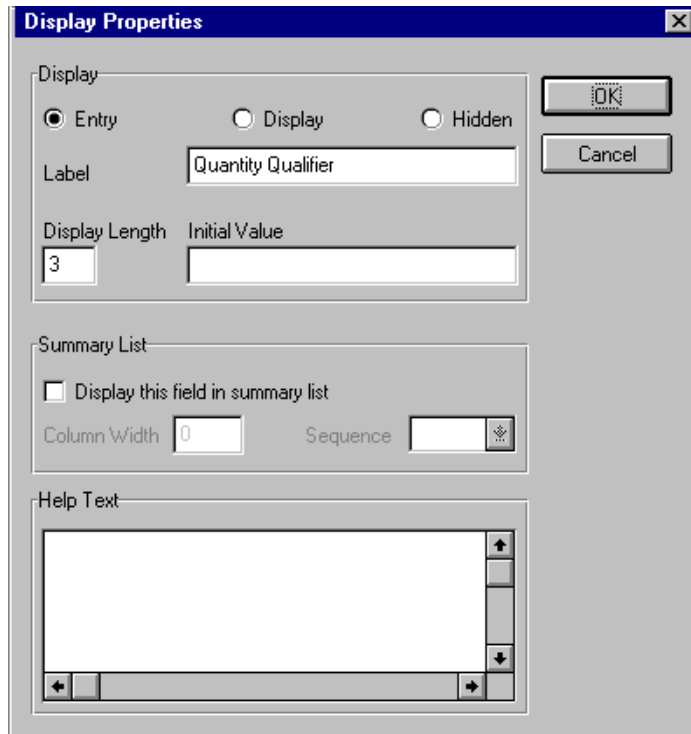 Display Properties
Display
Entry Display Hidden
Label Quantity Qualifier
Display Length Initial Value
3
OK
Cancel
Summary List
Display this field in summary list
Column Width 0 Sequence
Help Text